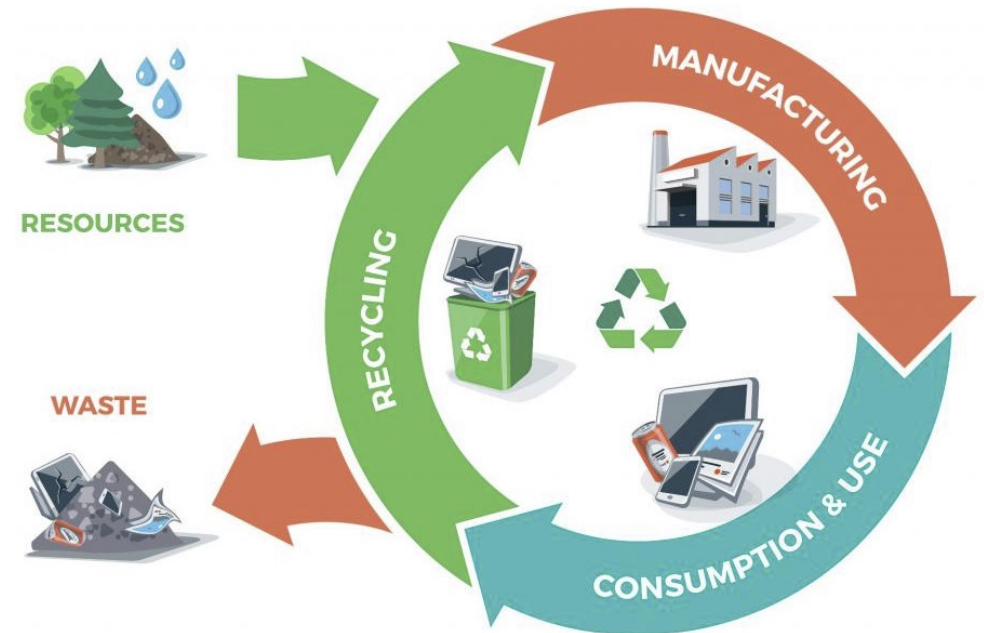 RESOURCES
MANUFACTURING
RECYCLING
WASTE
CONSUMPTION & USE